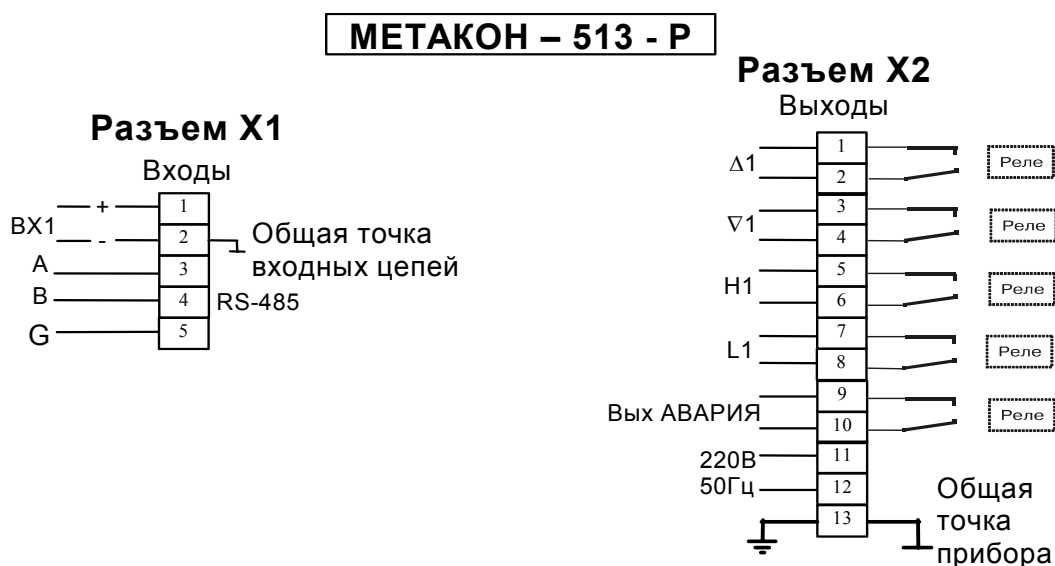 МЕТАКОН – 513 - Р
Разъем X1
Входы
ВХ1
+
-
A
B
G
1
2
3
4
5
Общая точка
входных цепей
RS-485
Разъем X2
Выходы
Δ1
∇1
H1
L1
Вых АВАРИЯ
220В
50Гц
1
2
3
4
5
6
7
8
9
10
11
12
13
Реле
Реле
Реле
Реле
Реле
Общая
точка
прибора